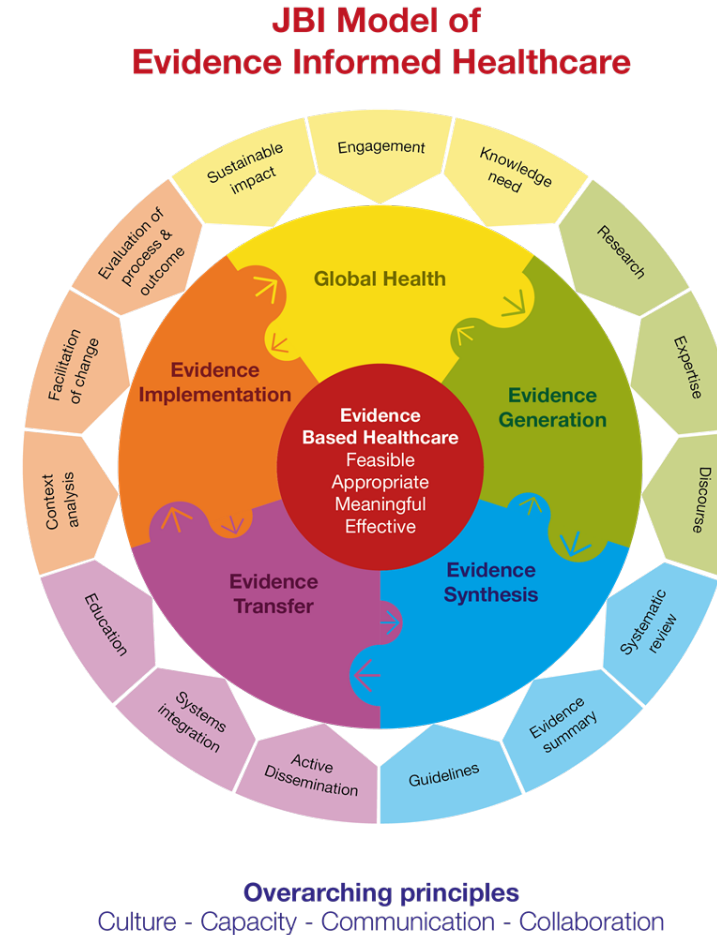 JBI Model of
Evidence Informed Healthcare
Engagement
Knowledge
need
Research
Expertise
Discourse
Systematic
review
Evidence
summary
Guidelines
Active
Dissemination
Systems
integration
Education
Context
analysis
Facilitation
of change
Evaluation of
process &
outcome
Sustainable
impact
Global Health
Evidence
Generation
Evidence
Synthesis
Evidence
Transfer
Evidence
Implementation
Evidence
Based Healthcare
Feasible
Appropriate
Meaningful
Effective
Overarching principles
Culture - Capacity - Communication - Collaboration